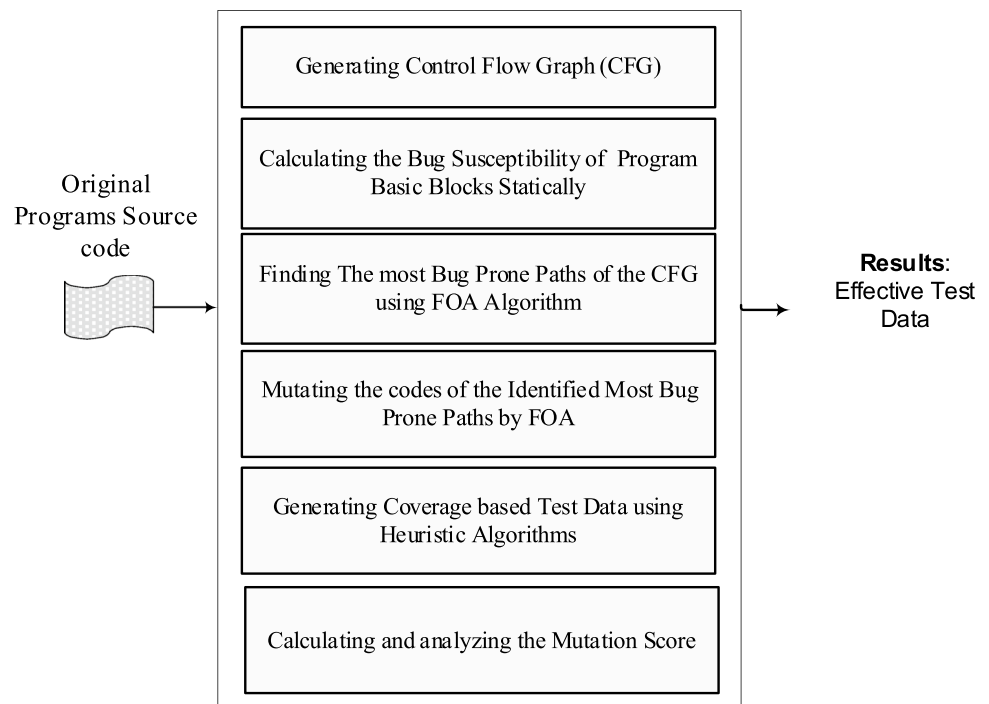 Original
Programs Source
code
Generating Control Flow Graph (CFG)
Calculating the Bug Susceptibility of Program
Basic Blocks Statically
Finding The most Bug Prone Paths of the CFG
using FOA Algorithm
Mutating the codes of the Identified Most Bug
Prone Paths by FOA
Generating Coverage based Test Data using
Heuristic Algorithms
Calculating and analyzing the Mutation Score
Results:
Effective Test
Data